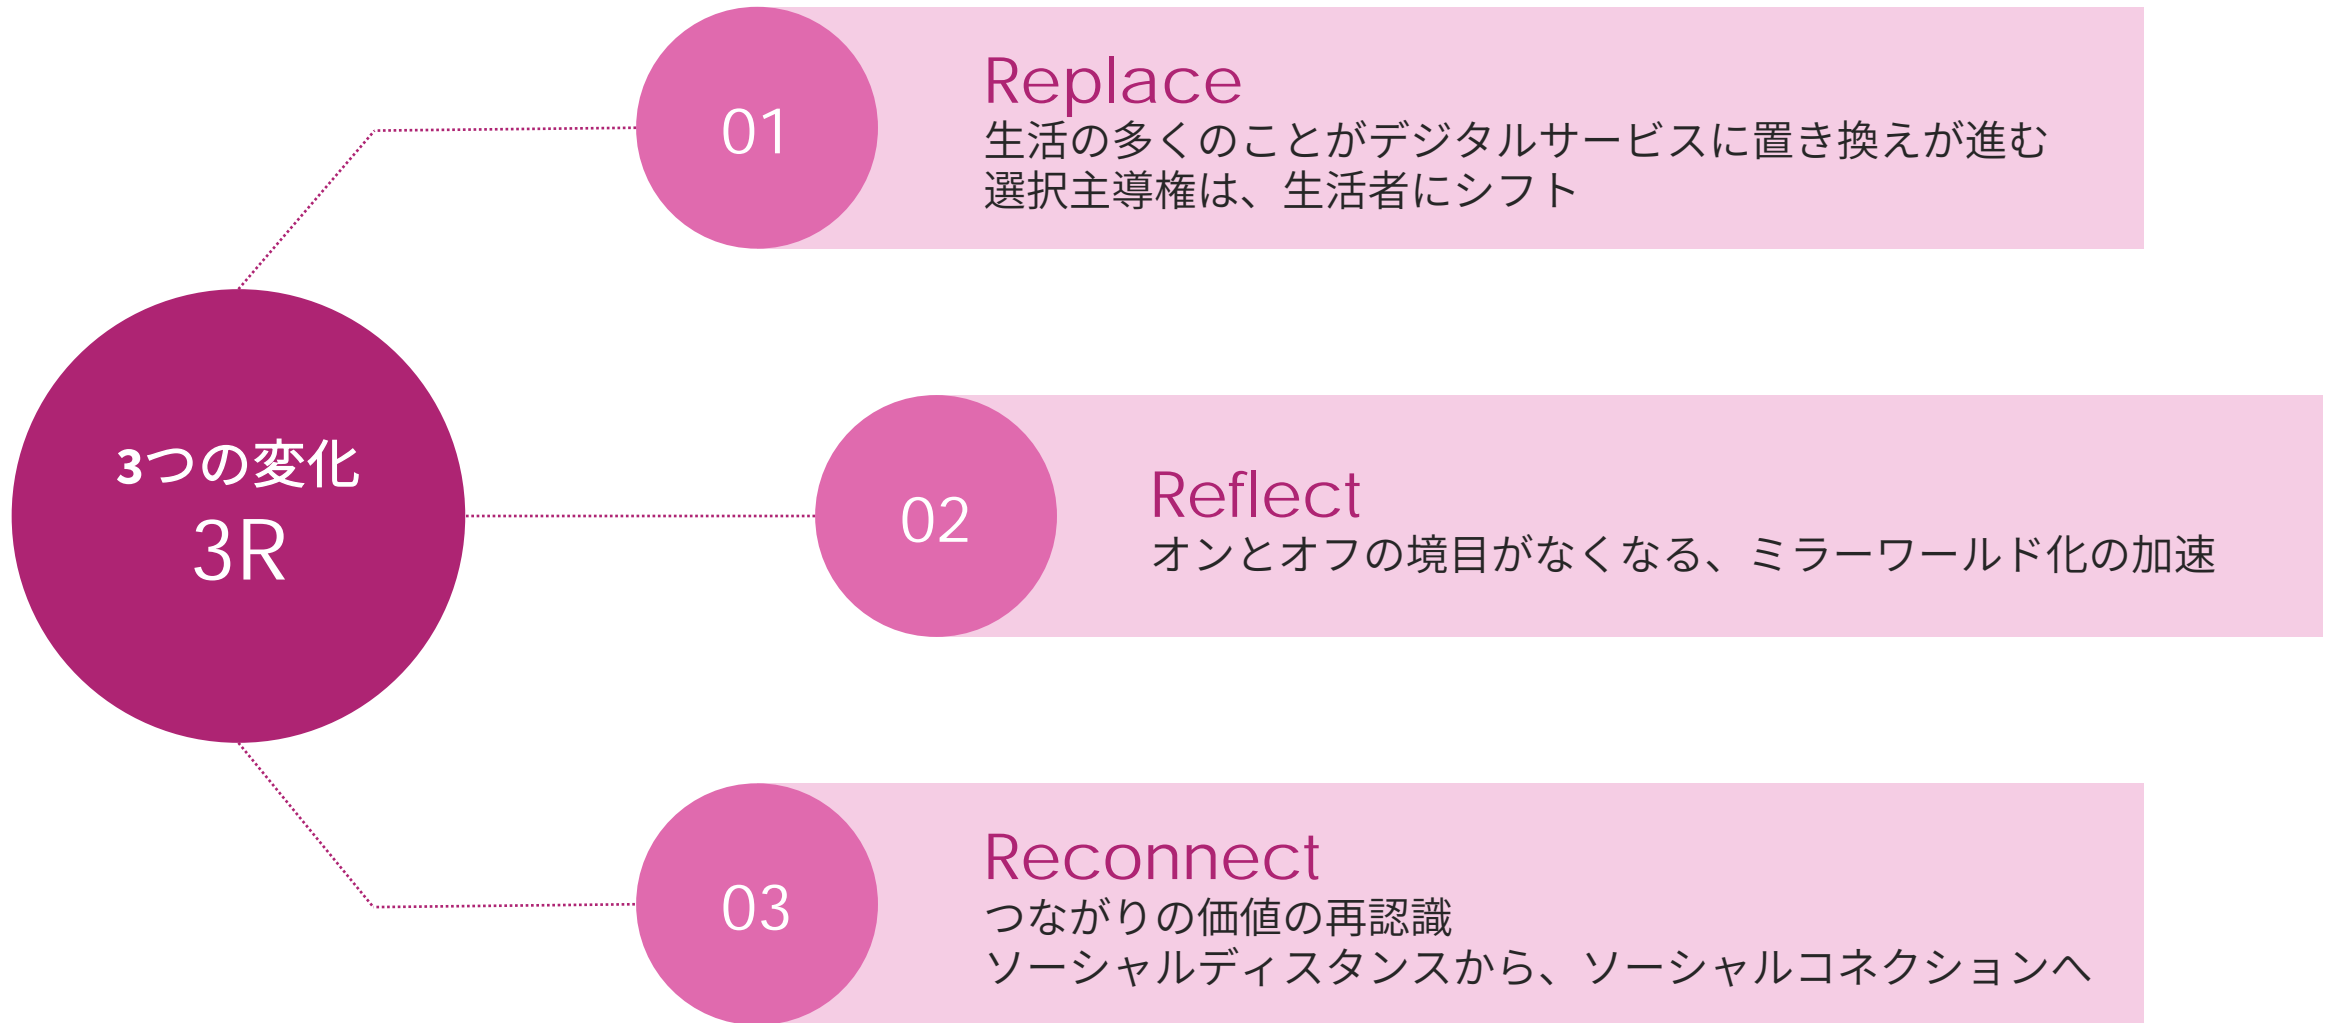 3つの変化
3R
01
Replace
生活の多くのことがデジタルサービスに置き換えが進む
選択主導権は、生活者にシフト
02
Reflect
オンとオフの境目がなくなる、ミラーワールド化の加速
03
Reconnect
つながりの価値の再認識
ソーシャルディスタンスから、ソーシャルコネクションへ